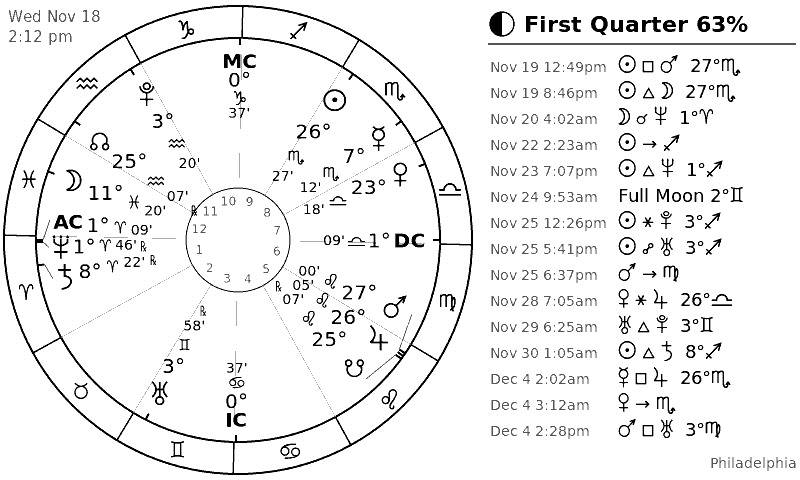 Wed Nov 18
2:12 pm
First Quarter 63%
Nov 19 12:49pm ☉ □ ♂ 27°♏
Nov 19 8:46pm ☉ △ ☽ 27°♏
Nov 20 4:02am ☽ ☌ ♆ 1°♈
Nov 22 2:23am ☉ → ♐
Nov 23 7:07pm ☉ △ ♆ 1°♐
Nov 24 9:53am Full Moon 2°♊
Nov 25 12:26pm ☉ ⚹ ⯓ 3°♐
Nov 25 5:41pm ☉ ☍ ♅ 3°♐
Nov 25 6:37pm ♂ → ♍
Nov 28 7:05am ♀ ⚹ ♃ 26°♎
Nov 29 6:25am ♅ △ ⯓ 3°♊
Nov 30 1:05am ☉ △ ♄ 8°♐
Dec 4 2:02am ☿ □ ♃ 26°♏
Dec 4 3:12am ♀ → ♏
Dec 4 2:28pm ♂ □ ♅ 3°♍
Philadelphia
♑
♐
♒
♏
♓
♎
♈
♍
♉
♌
♊
♋
MC
0°
♑
37'
⯓ 3° ♒ 20'
☊ 25° ♒ 07' ℞
☽ 11° ♓ 20'
AC 1° ♈ 09'
♆ 1° ♈ 46' ℞
♄ 8° ♈ 22' ℞
☉ 26° ♏ 27'
☿ 7° ♏ 12'
♀ 23° ♎ 18'
09' ♎ 1° DC
♂ 27° ♌ 00'
♃ 26° ♌ 05'
☋ 25° ♌ 07' ℞
♅ 3° ♊ 58' ℞
37'
♋
0°
IC
1
2
3
4
5
6
7
8
9
10
11
12